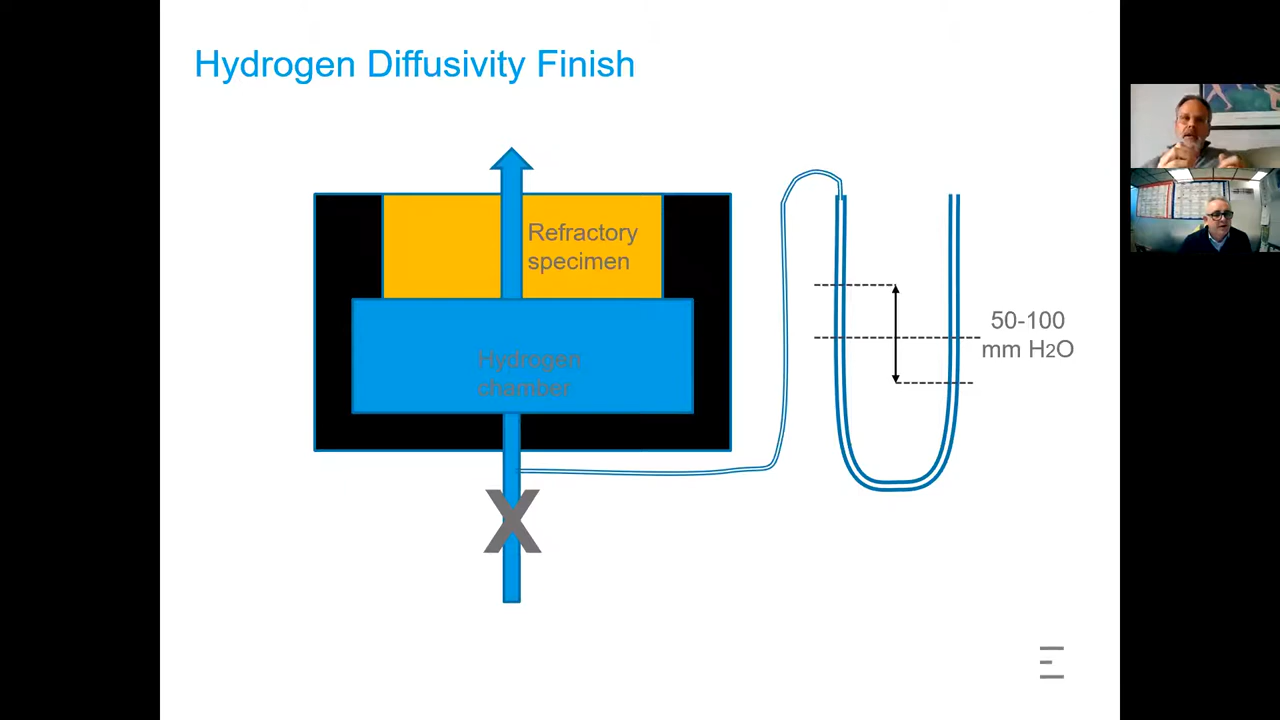 Hydrogen Diffusivity Finish
Refractory
specimen
Hydrogen
chamber
50-100
mm H2O
X